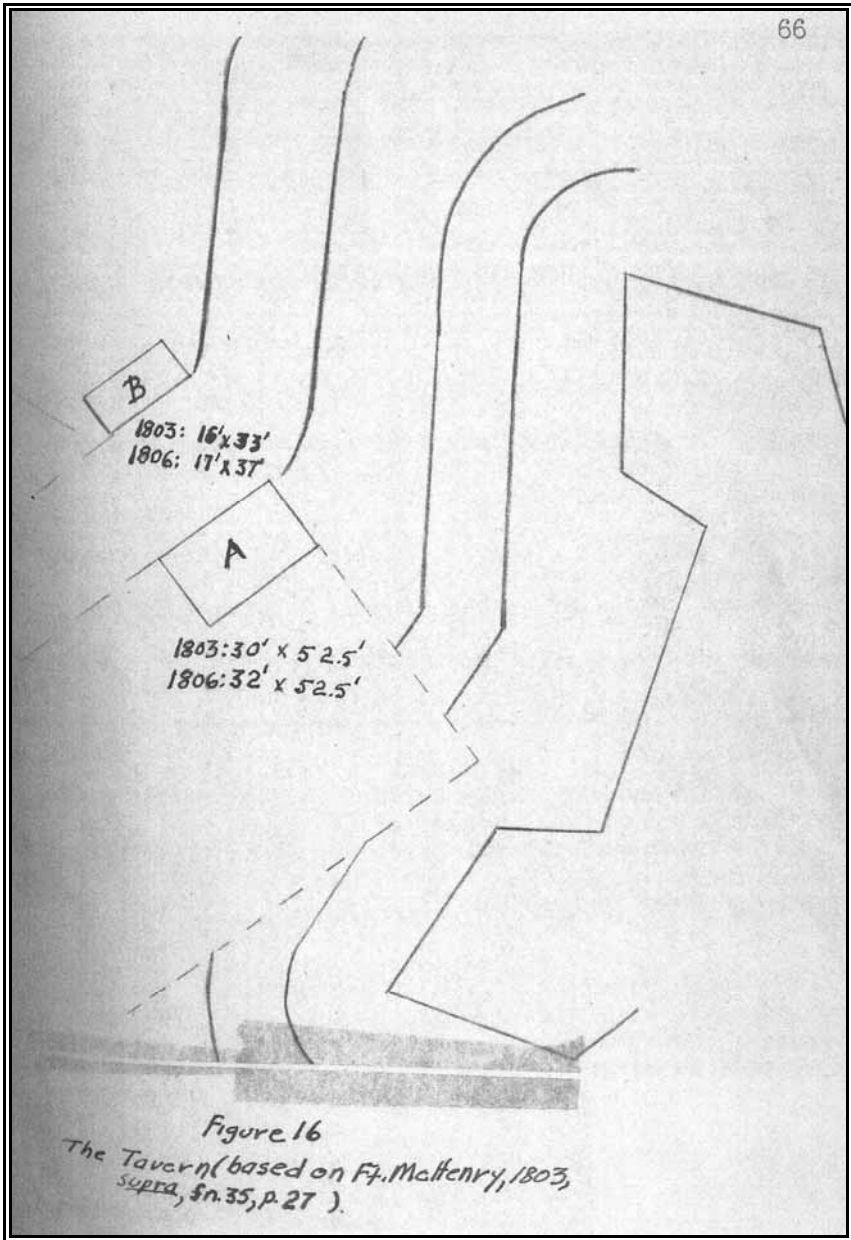 66
B
1803: 16' x 33'
1806: 17' x 37'
A
1803: 30' x 52.5'
1806: 32' x 52.5'
Figure 16
The Tavern (based on Ft. McHenry, 1803,
supra, fn. 35, p. 27 ).